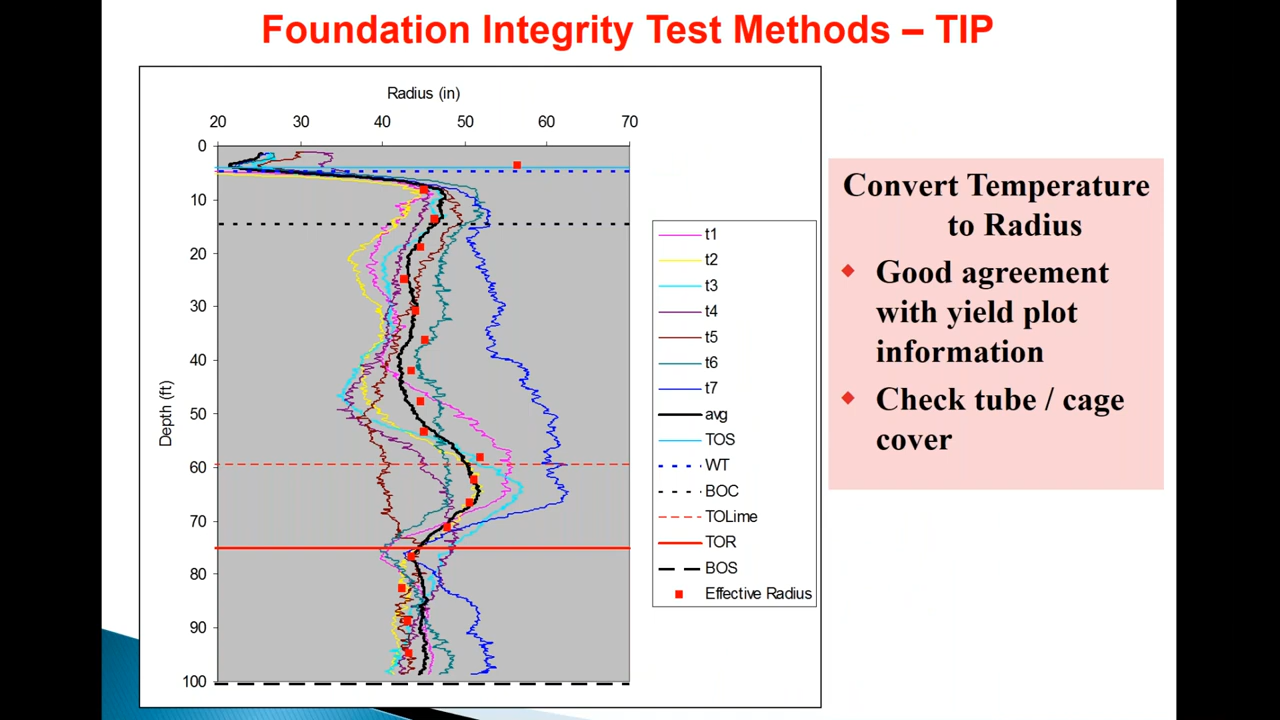 Foundation Integrity Test Methods – TIP
Radius (in)
20 30 40 50 60 70
0
10
20
30
40
50
60
70
80
90
100
Depth (ft)
t1
t2
t3
t4
t5
t6
t7
avg
TOS
WT
BOC
TOLime
TOR
BOS
Effective Radius
Convert Temperature
to Radius
Good agreement
with yield plot
information
Check tube / cage
cover